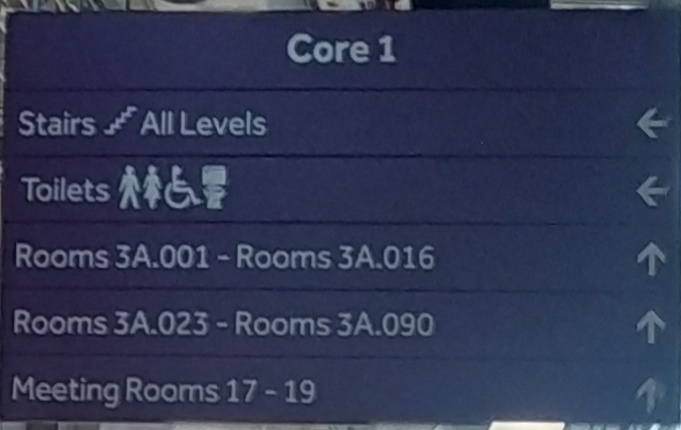 Core 1
Stairs All Levels ←
Toilets ←
Rooms 3A.001 - Rooms 3A.016 ↑
Rooms 3A.023 - Rooms 3A.090 ↑
Meeting Rooms 17 - 19 ↑